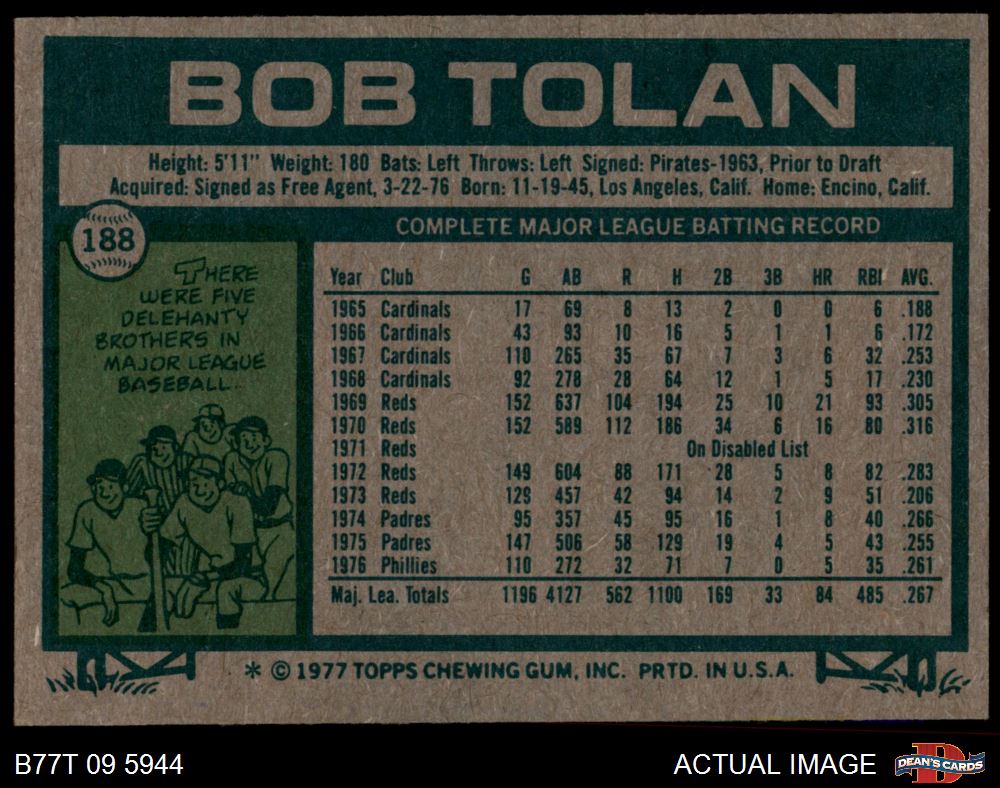 BOB TOLAN
Height: 5'11" Weight: 180 Bats: Left Throws: Left Signed: Pirates-1963, Prior to Draft
Acquired: Signed as Free Agent, 3-22-76 Born: 11-19-45, Los Angeles, Calif. Home: Encino, Calif.
188
THERE
WERE FIVE
DELEHANTY
BROTHERS IN
MAJOR LEAGUE
BASEBALL.
COMPLETE MAJOR LEAGUE BATTING RECORD
Year Club G AB R H 2B 3B HR RBI AVG.
1965 Cardinals 17 69 8 13 2 0 0 6 .188
1966 Cardinals 43 93 10 16 5 1 1 6 .172
1967 Cardinals 110 265 35 67 7 3 6 32 .253
1968 Cardinals 92 278 28 64 12 1 5 17 .230
1969 Reds 152 637 104 194 25 10 21 93 .305
1970 Reds 152 589 112 186 34 6 16 80 .316
1971 Reds On Disabled List
1972 Reds 149 604 88 171 28 5 8 82 .283
1973 Reds 129 457 42 94 14 2 9 51 .206
1974 Padres 95 357 45 95 16 1 8 40 .266
1975 Padres 147 506 58 129 19 4 5 43 .255
1976 Phillies 110 272 32 71 7 0 5 35 .261
Maj. Lea. Totals 1196 4127 562 1100 169 33 84 485 .267
* © 1977 TOPPS CHEWING GUM, INC. PRTD. IN U.S.A.
B77T 09 5944
ACTUAL IMAGE
D
DEAN'S CARDS